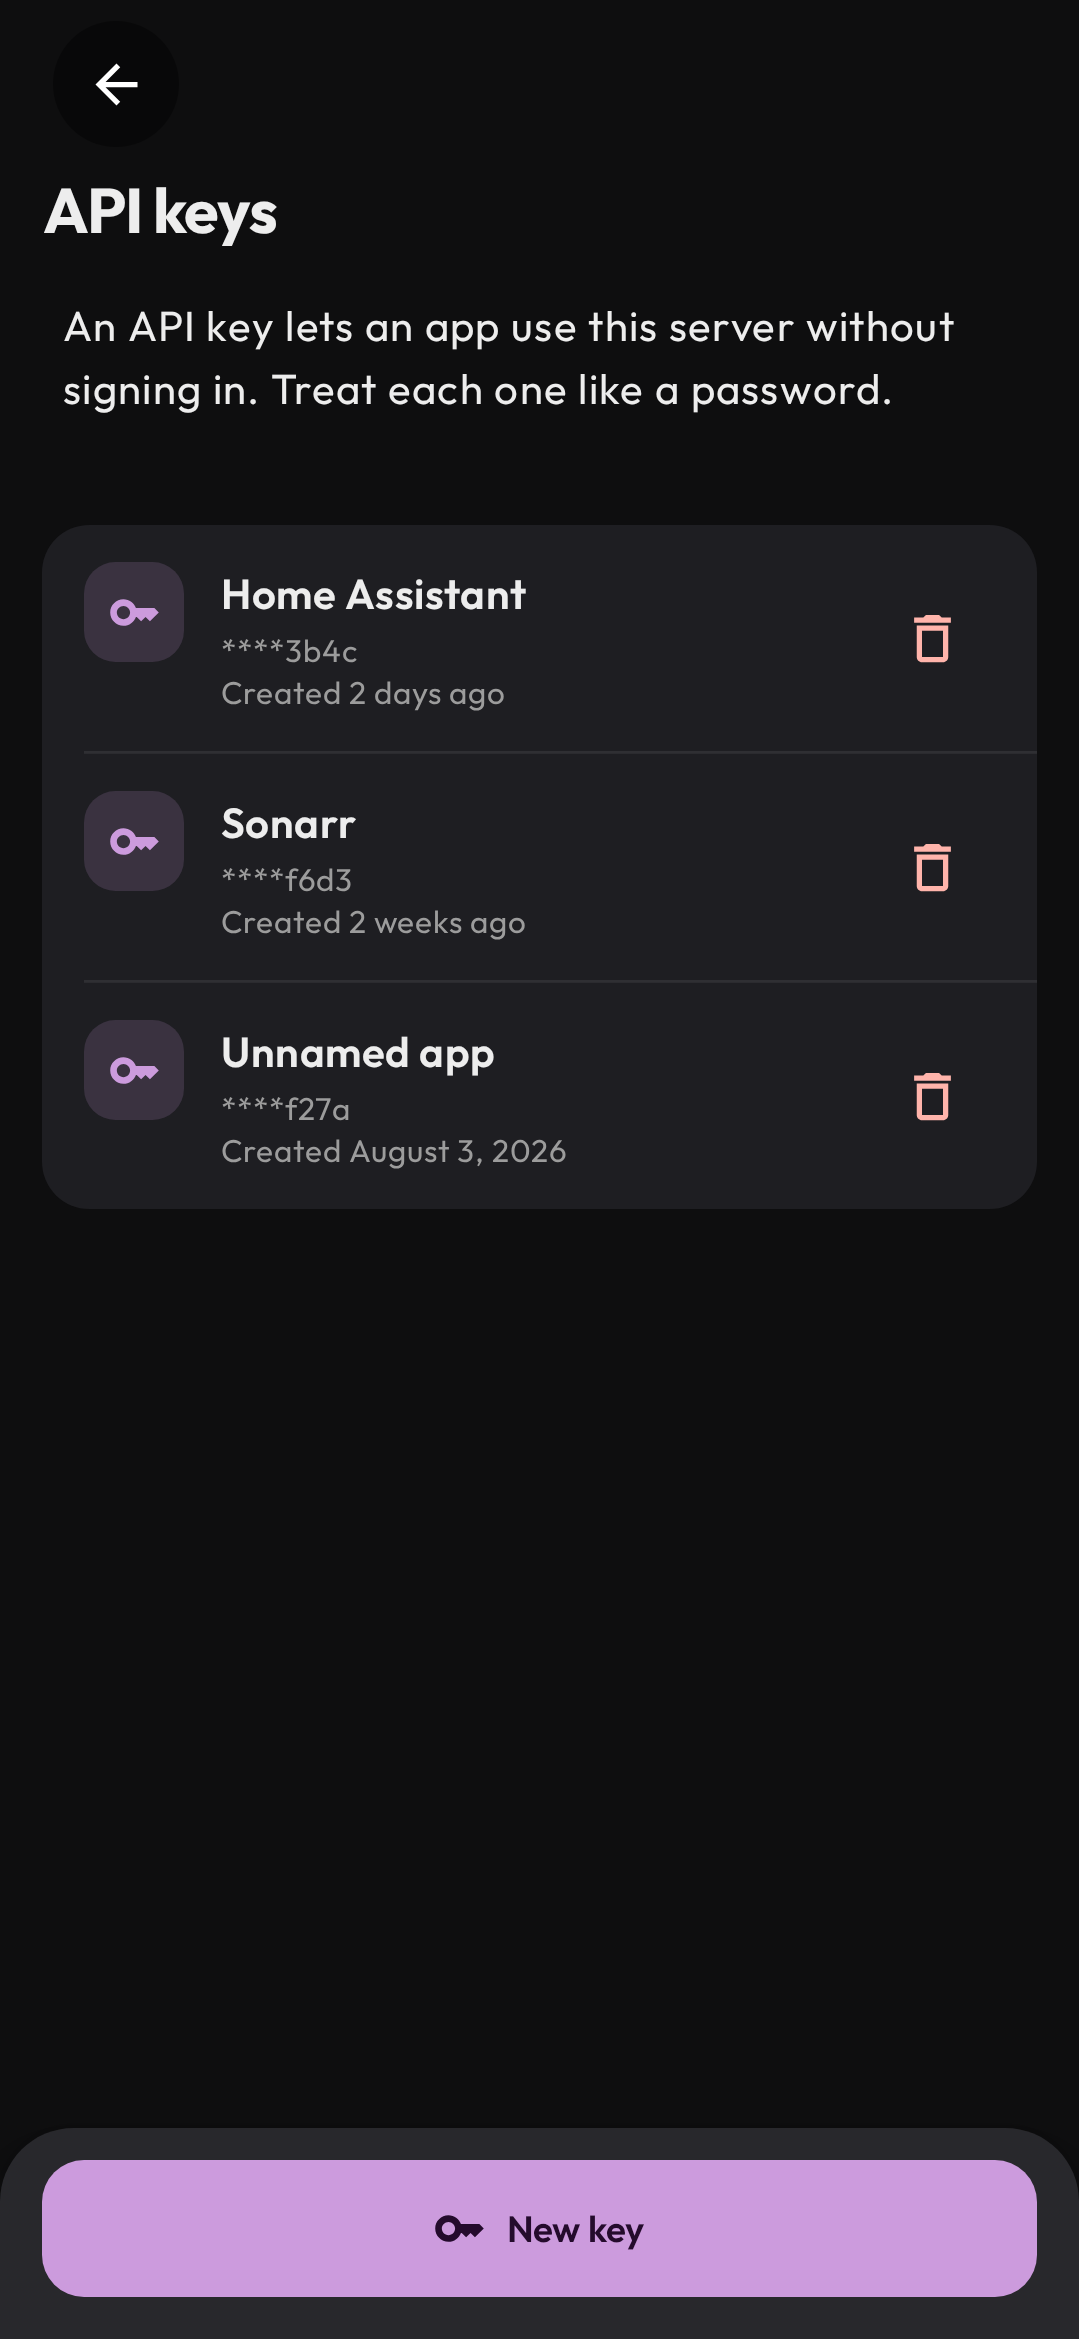 API keys
An API key lets an app use this server without
signing in. Treat each one like a password.
Home Assistant
****3b4c
Created 2 days ago
Sonarr
****f6d3
Created 2 weeks ago
Unnamed app
****f27a
Created August 3, 2026
New key